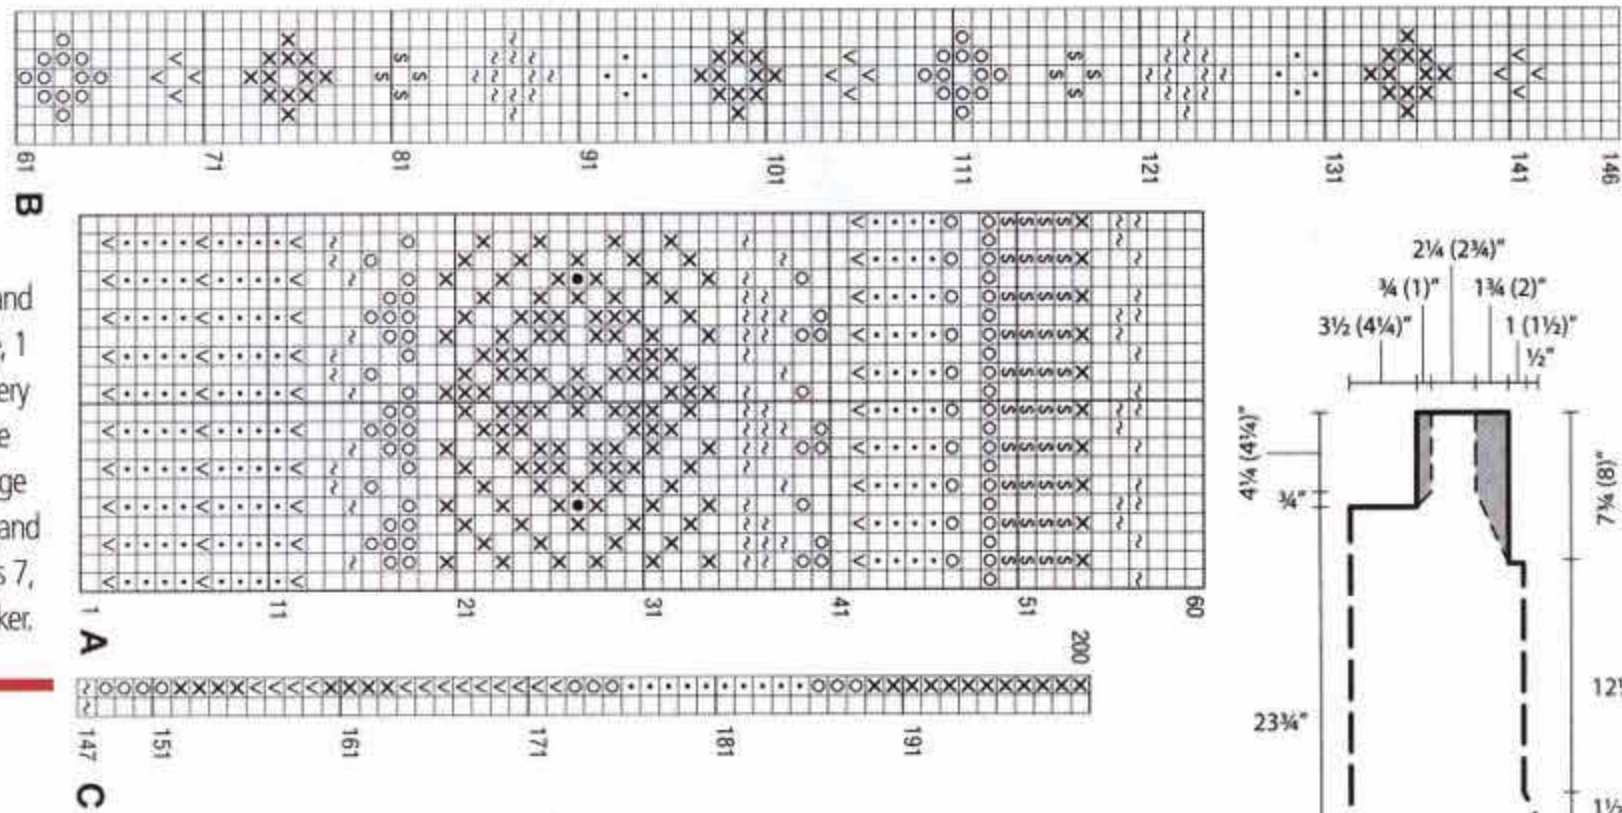 61 71 81 91 101 111 121 131 141 146
B
and
, 1
ery
e
ge
and
s 7,
ker.
1 11 21 31 41 51 60
A
200
147 151 161 171 181 191
C
2¼ (2¾)"
¾ (1)" 1¾ (2)"
3½ (4¼)" 1 (1½)"
½"
4¼ (4¼)"
¾"
7⅝ (8)"
23¾"
1½